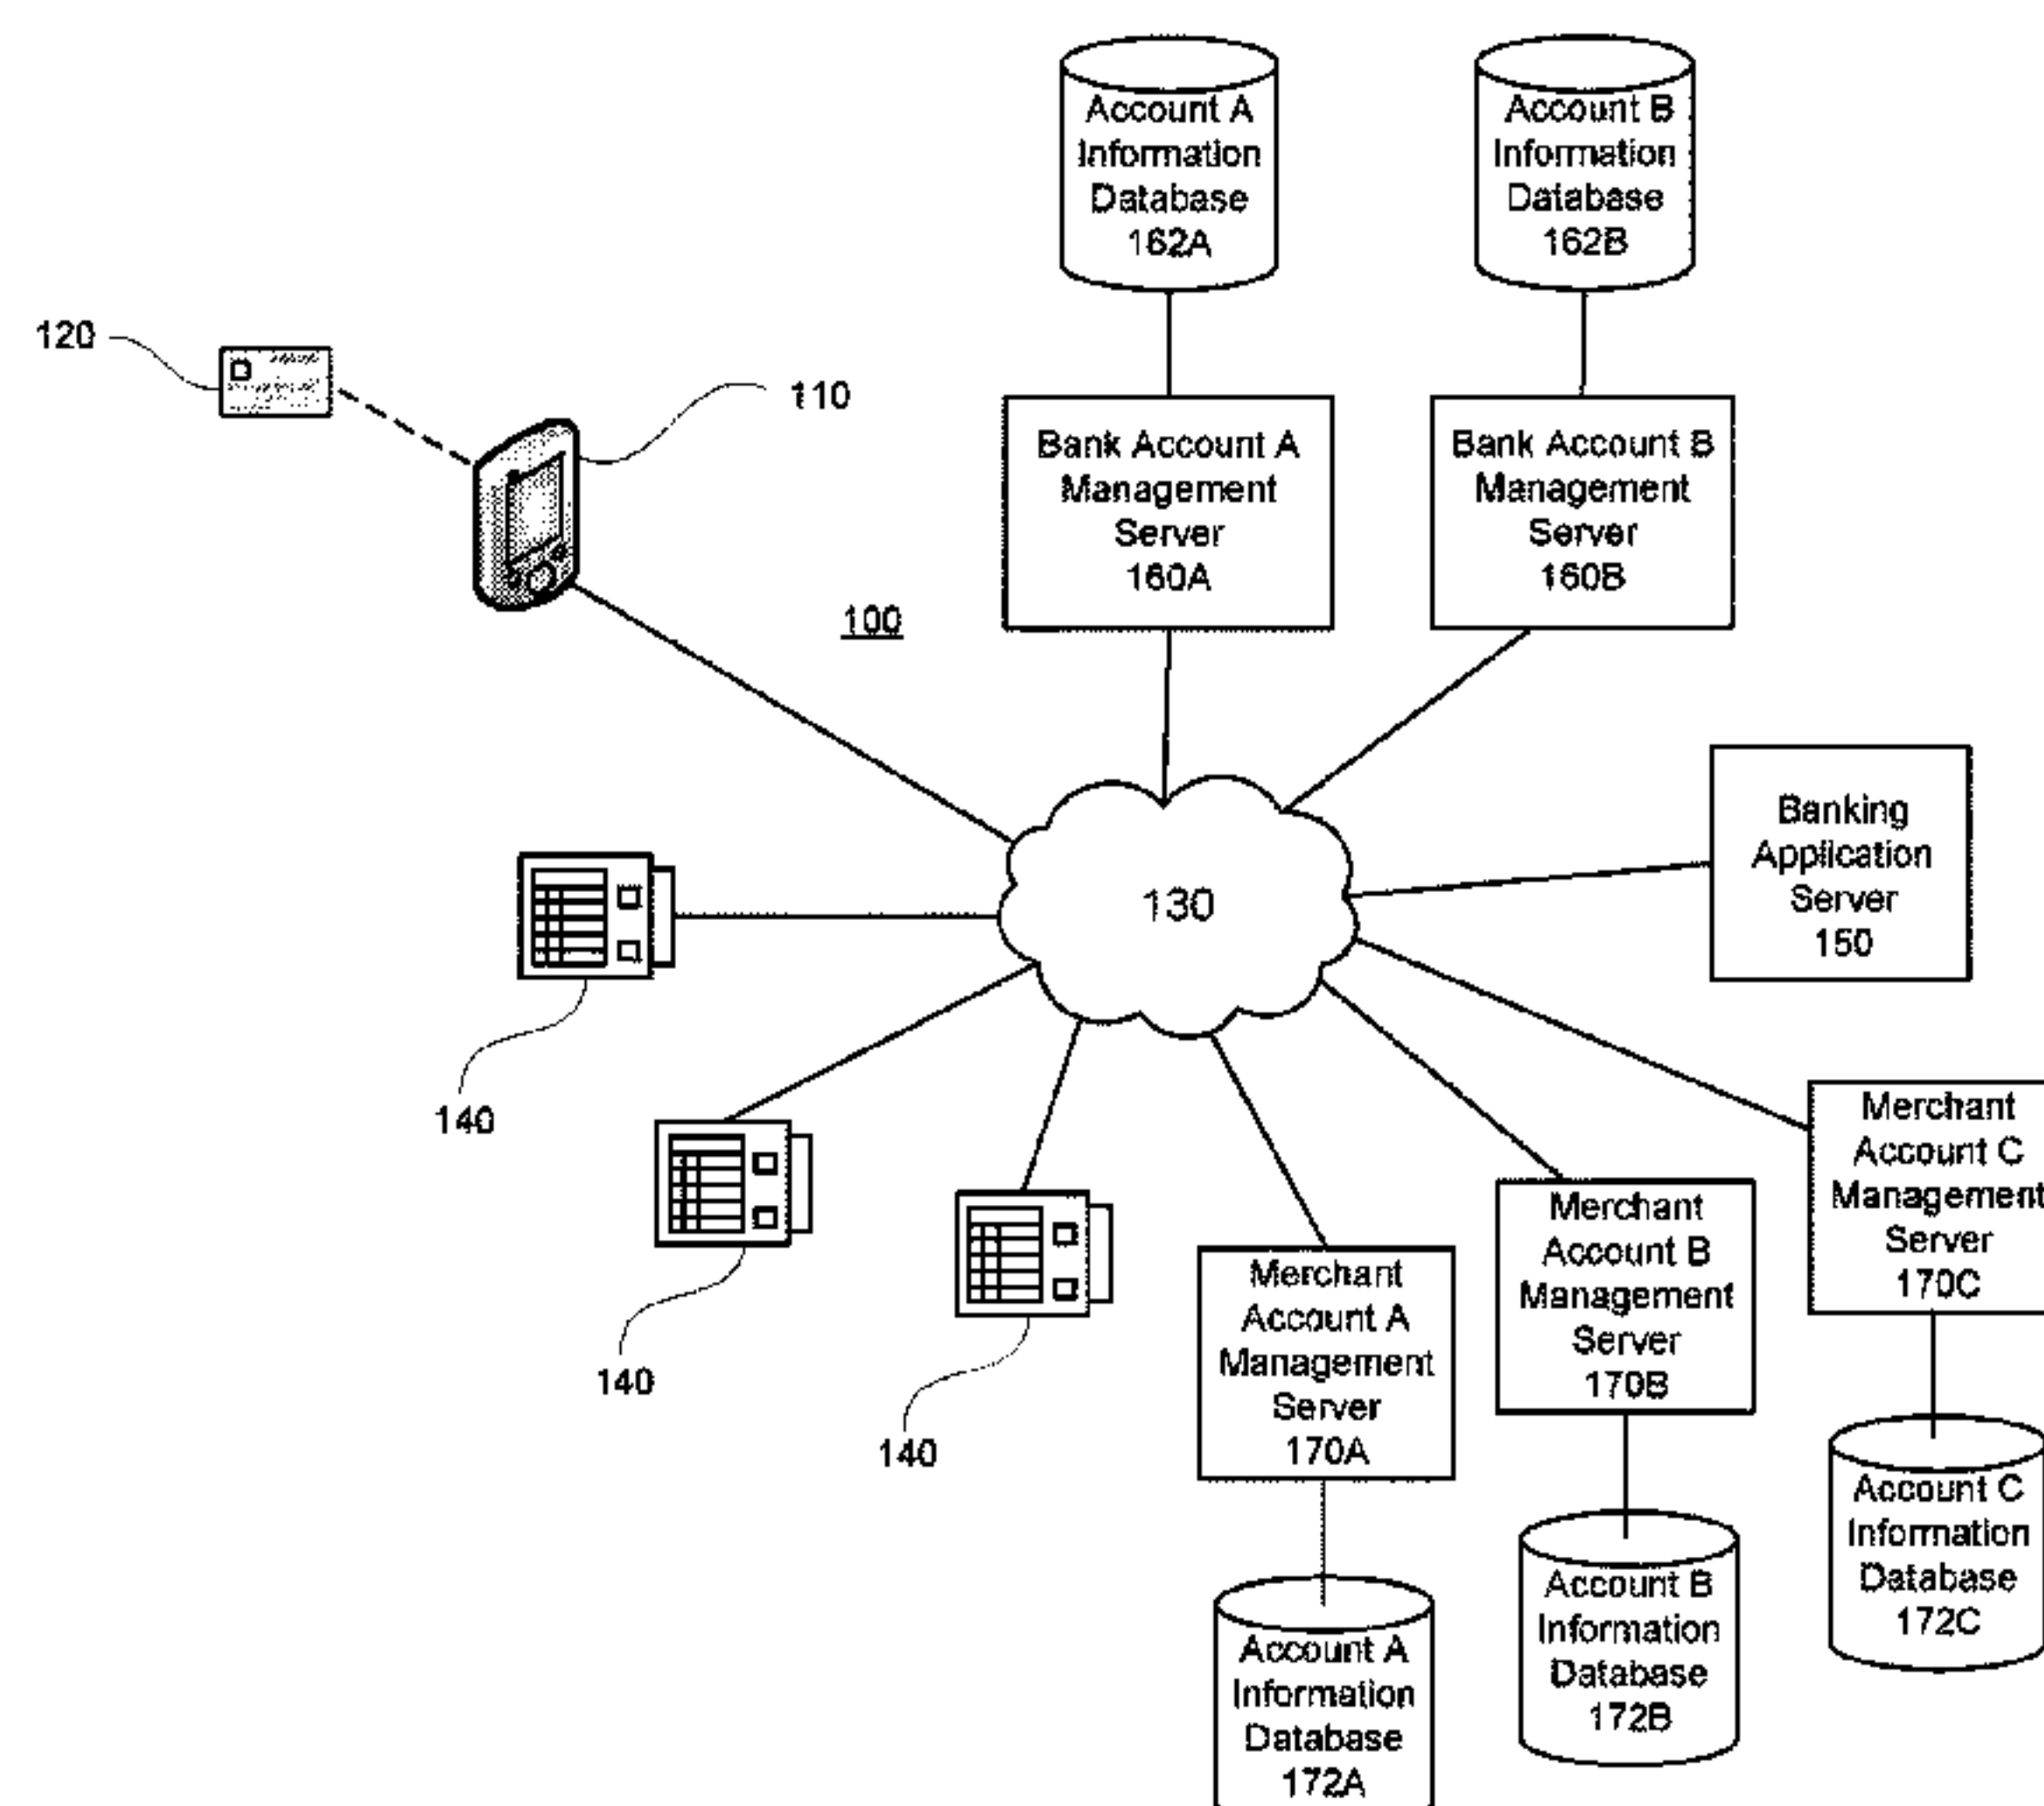 Account A
Information
Database
162A
Account B
Information
Database
162B
120
110
Bank Account A
Management
Server
160A
Bank Account B
Management
Server
160B
100
Banking
Application
Server
150
130
140
140
140
Merchant
Account A
Management
Server
170A
Merchant
Account B
Management
Server
170B
Merchant
Account C
Management
Server
170C
Account A
Information
Database
172A
Account B
Information
Database
172B
Account C
Information
Database
172C